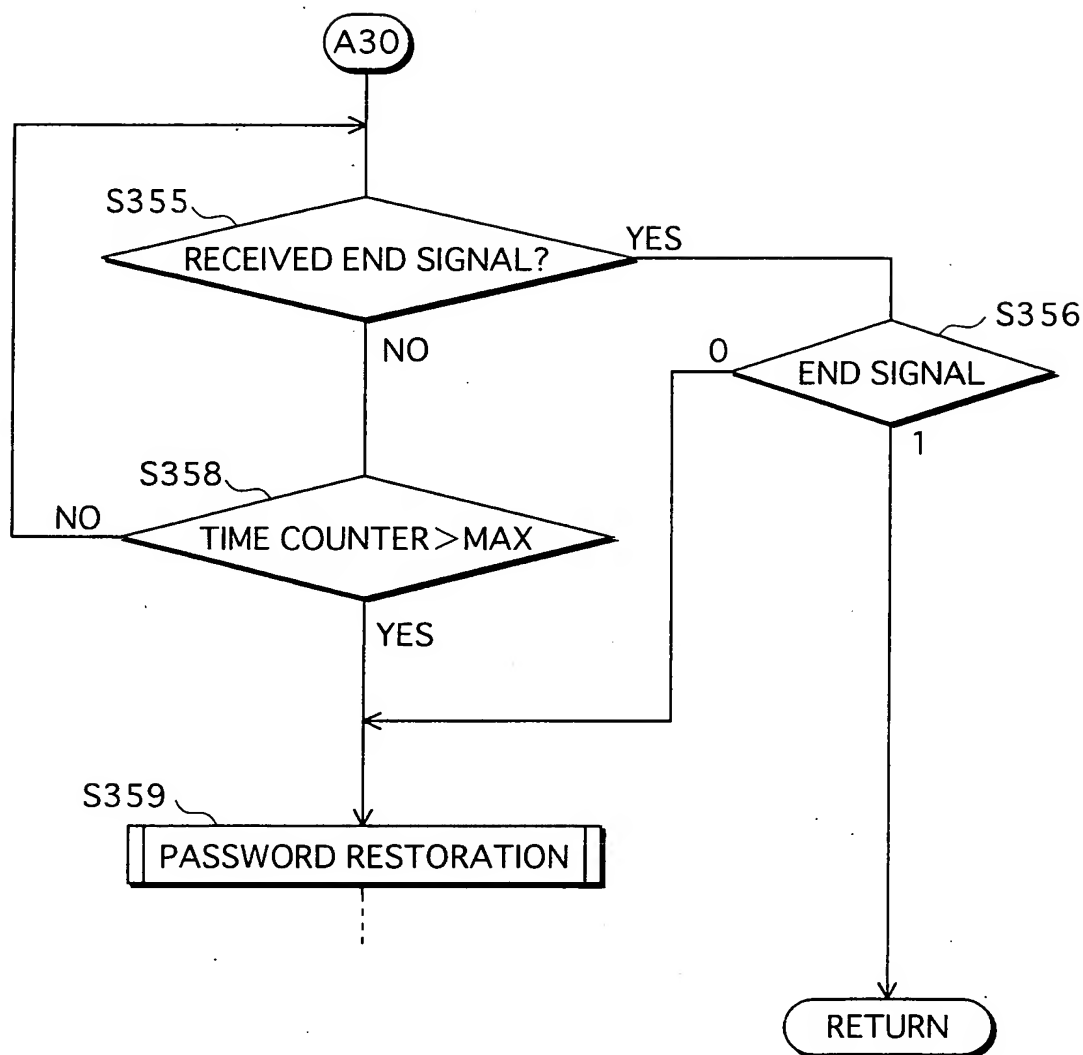 A30
S355
RECEIVED END SIGNAL?
YES
NO
S356
0
END SIGNAL
1
S358
NO
TIME COUNTER>MAX
YES
S359
PASSWORD RESTORATION
RETURN